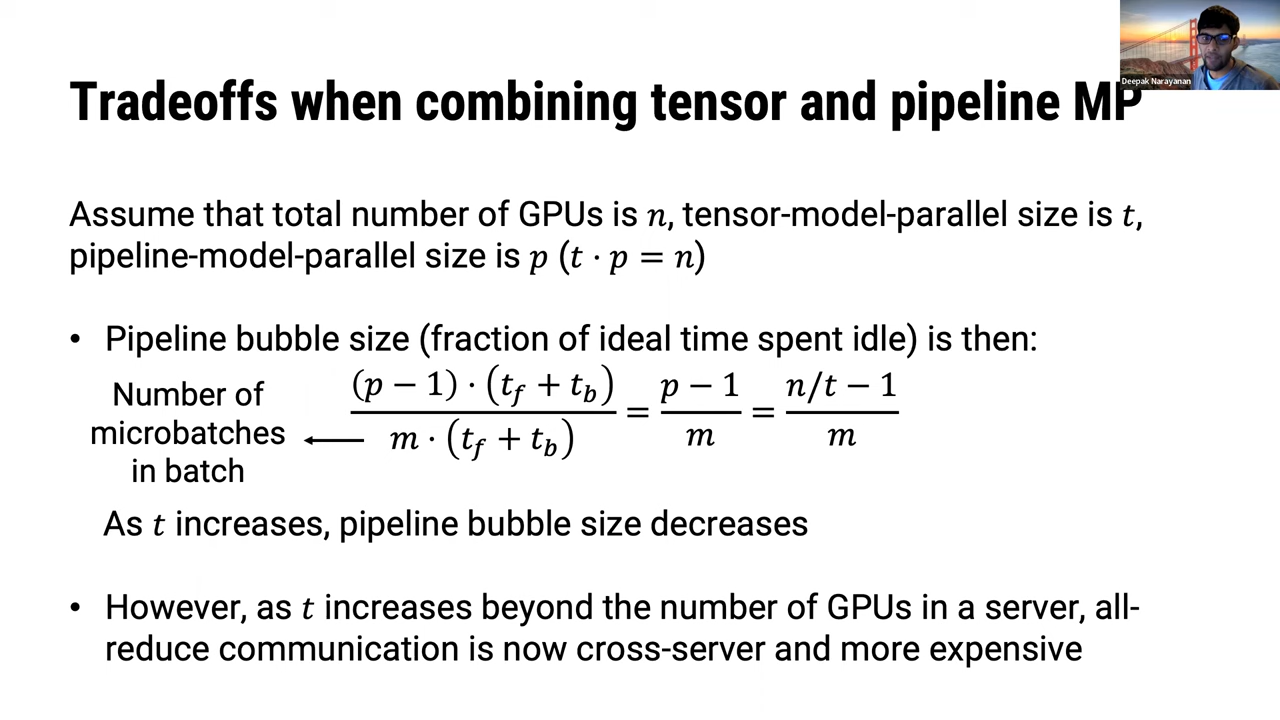 Deepak Narayanan
Tradeoffs when combining tensor and pipeline MP
Assume that total number of GPUs is n, tensor-model-parallel size is t,
pipeline-model-parallel size is p (t · p = n)
• Pipeline bubble size (fraction of ideal time spent idle) is then:
Number of
microbatches
in batch
(p − 1) · (t_f + t_b) / m · (t_f + t_b) = p − 1 / m = n/t − 1 / m
As t increases, pipeline bubble size decreases
• However, as t increases beyond the number of GPUs in a server, all-
reduce communication is now cross-server and more expensive